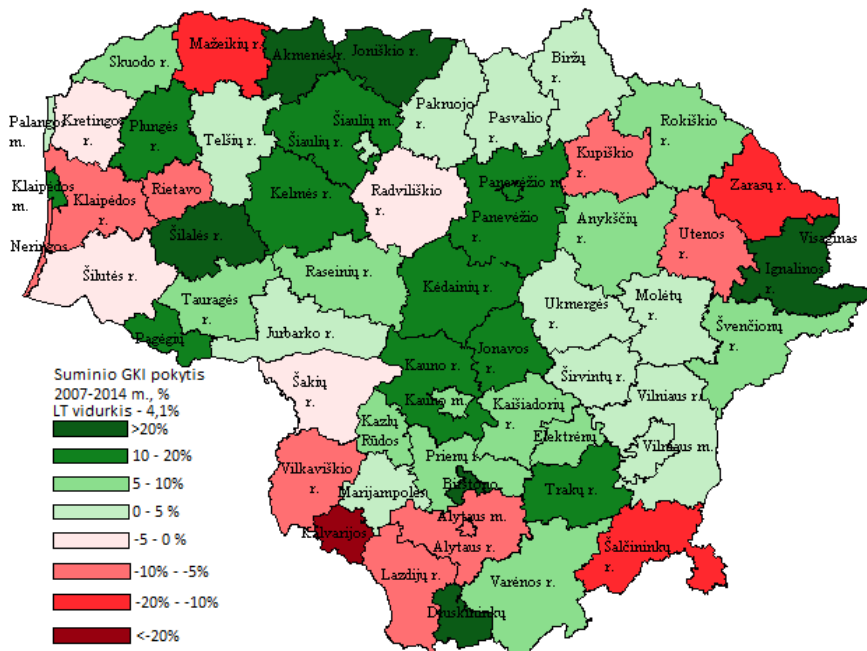 Mažeikių r.
Akmenės r.
Joniškio r.
Skuodo r.
Biržų
r.
Palangos
m.
Kretingos
r.
Plungės
r.
Telšių r.
Šiaulių m.
Šiaulių r.
Pakruojo
r.
Pasvalio
r.
Rokiškio
r.
Klaipėdos
m.
Klaipėdos
r.
Rietavo
Kelmės r.
Radviliškio
r.
Panevėžio m.
Panevėžio
r.
Kupiškio
r.
Zarasų r.
Anykščių
r.
Utenos
r.
Visaginas
Ignalinos
r.
Neringos
Šilutės r.
Šilalės r.
Tauragės
r.
Raseinių r.
Kėdainių r.
Ukmergės
r.
Molėtų
r.
Švenčionių
r.
Pagėgių
Jurbarko r.
Šakių
r.
Kauno r.
Kauno m.
Jonavos
r.
Širvintų r.
Kaišiadorių
r.
Vilniaus r.
Vilniaus m.
Kazlų
Rūdos
Prienų r.
Elektrėnų
Vilkaviškio
r.
Marijampolės
Birštono
Trakų r.
Kalvarijos
Alytaus m.
Alytaus r.
Lazdijų r.
Varėnos r.
Šalčininkų
r.
Druskininkų
Suminio GKI pokytis
2007-2014 m., %
LT vidurkis - 4,1%
>20%
10 - 20%
5 - 10%
0 - 5 %
-5 - 0 %
-10% - -5%
-20% - -10%
<-20%